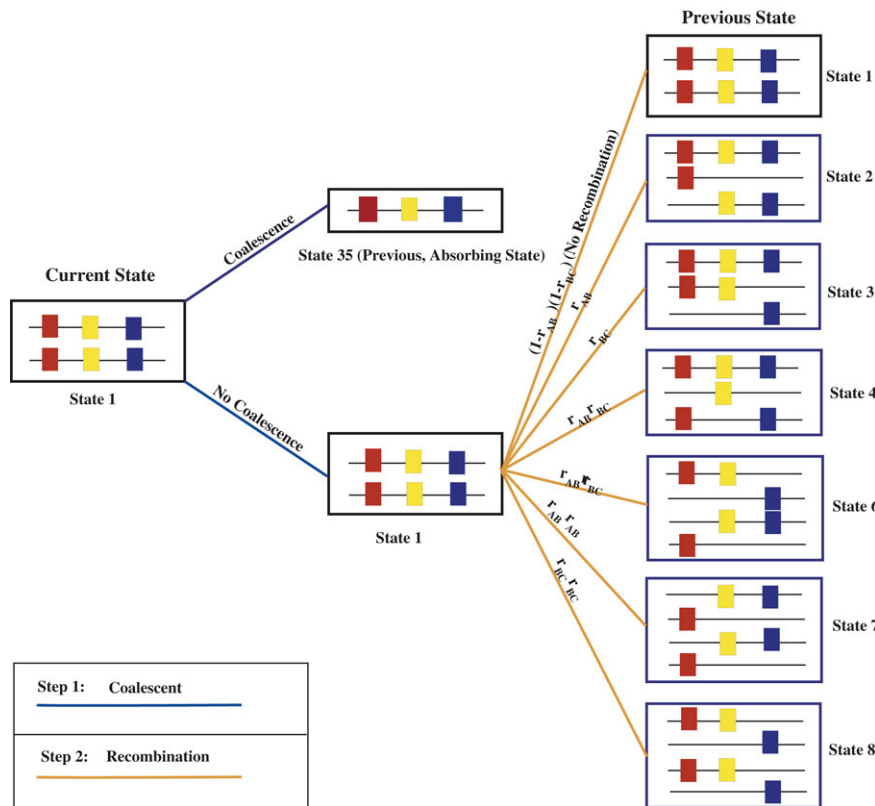 Previous State
State 1
State 2
Coalescence
State 35 (Previous, Absorbing State)
Current State
State 1
No Coalescence
State 1
(1-r_AB)(1-r_BC) (No Recombination)
r_AB
r_BC
r_AB r_BC
r_AB r_BC
r_AB r_AB
r_BC r_BC
State 3
State 4
State 6
State 7
State 8
Step 1: Coalescent
Step 2: Recombination